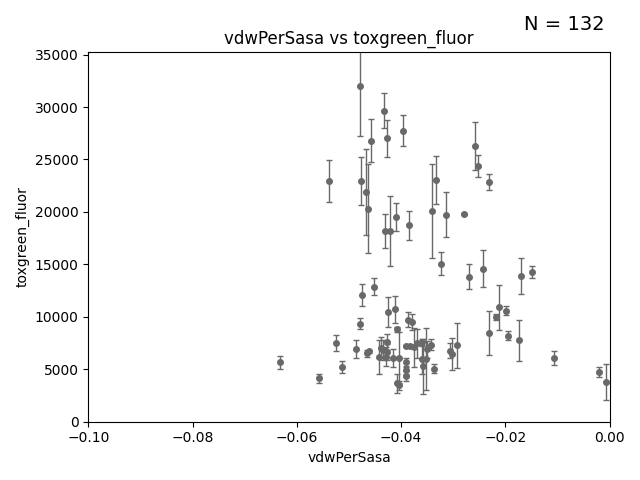 N = 132
vdwPerSasa vs toxgreen_fluor
35000
30000
25000
20000
15000
10000
5000
0
toxgreen_fluor
−0.10 −0.08 −0.06 −0.04 −0.02 0.00
vdwPerSasa